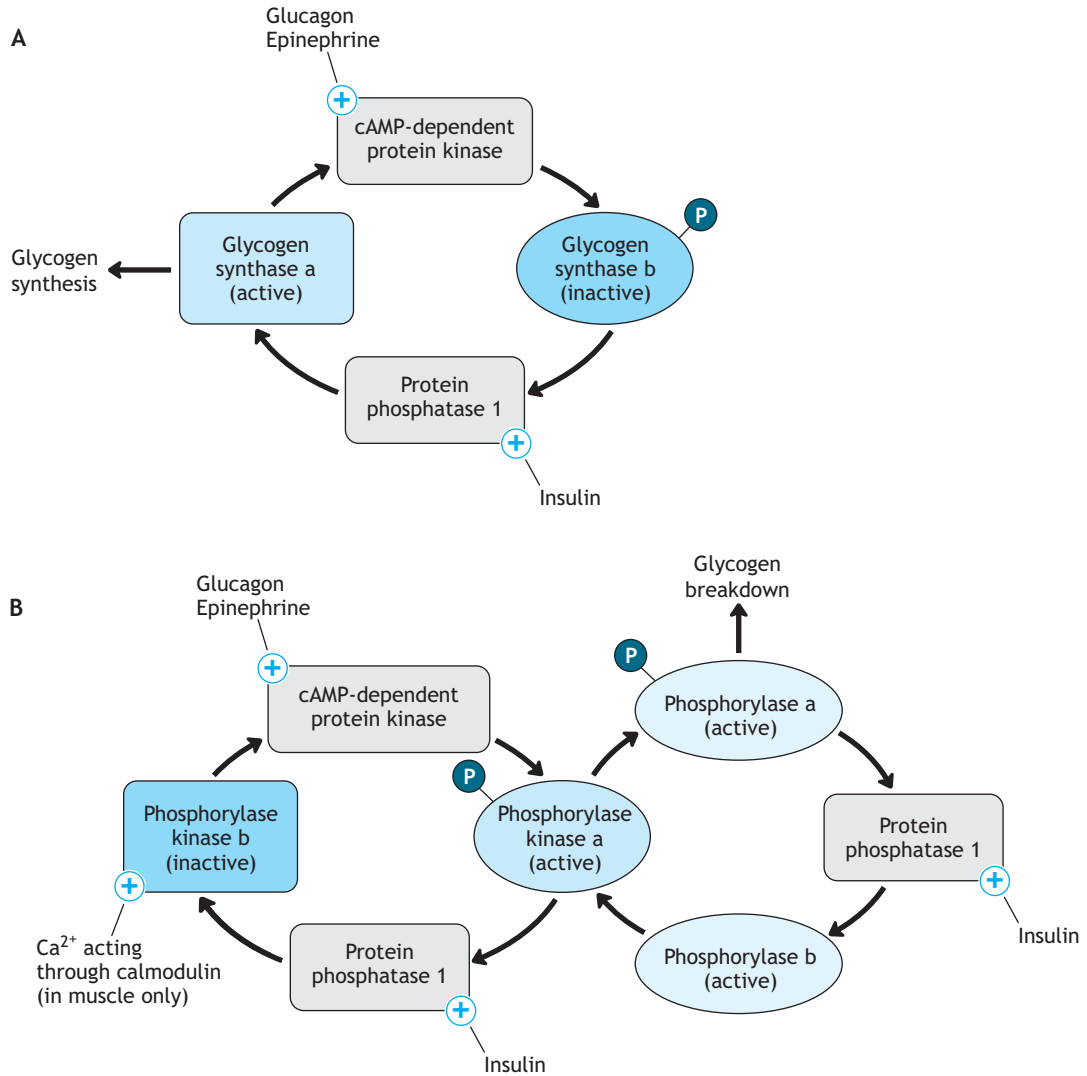 A
Glucagon
Epinephrine
+
cAMP-dependent
protein kinase
P
Glycogen
synthase a
(active)
Glycogen
synthase b
(inactive)
Glycogen
synthesis
Protein
phosphatase 1
+
Insulin
B
Glucagon
Epinephrine
+
cAMP-dependent
protein kinase
Glycogen
breakdown
P
Phosphorylase a
(active)
P
Phosphorylase
kinase b
(inactive)
+
Phosphorylase
kinase a
(active)
Protein
phosphatase 1
+
Insulin
Ca²⁺ acting
through calmodulin
(in muscle only)
Protein
phosphatase 1
+
Insulin
Phosphorylase b
(active)